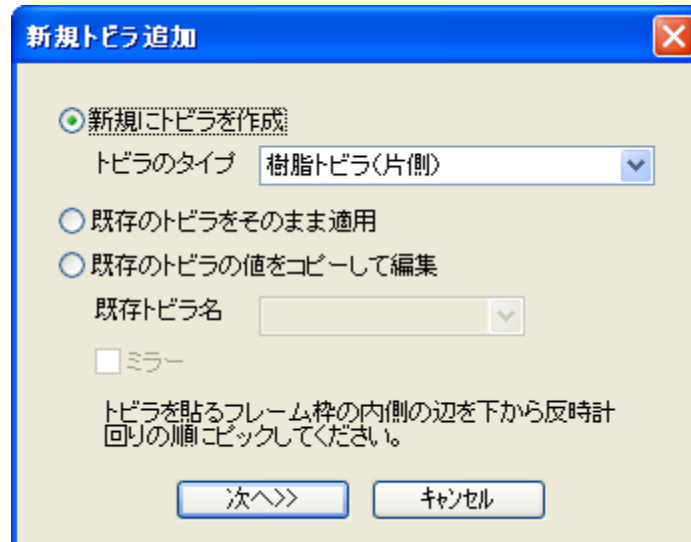 新規トビラ追加
新規にトビラを作成
トビラのタイプ 樹脂トビラ(片側)
既存のトビラをそのまま適用
既存のトビラの値をコピーして編集
既存トビラ名
ミラー
トビラを貼るフレーム枠の内側の辺を下から反時計
回りの順にピックしてください。
次へ>> キャンセル